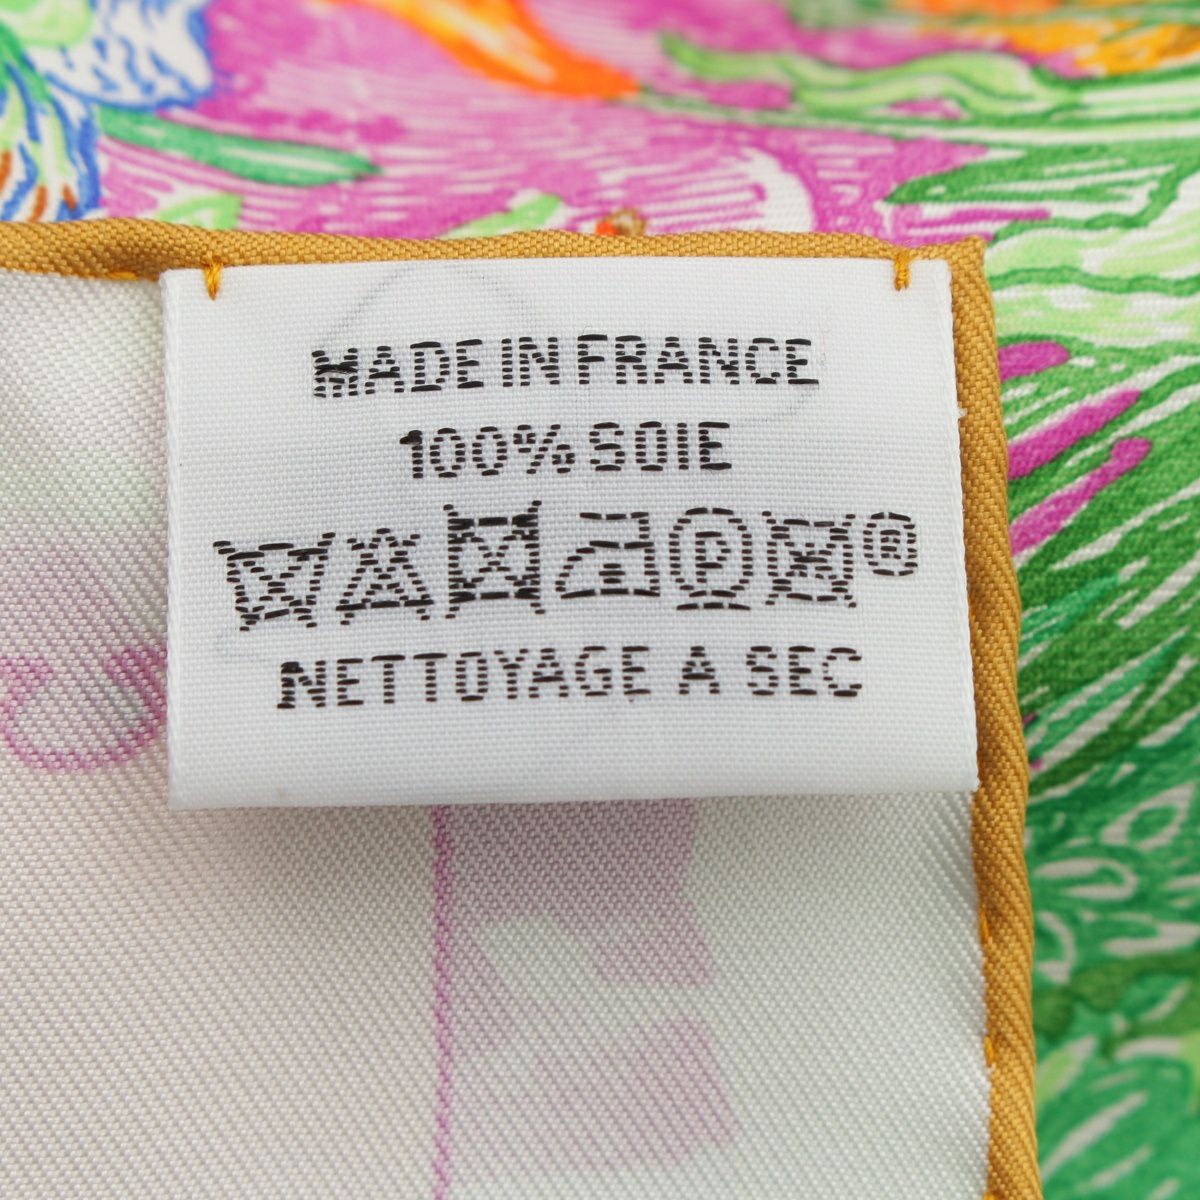 MADE IN FRANCE
100% SOIE
P ®
NETTOYAGE A SEC